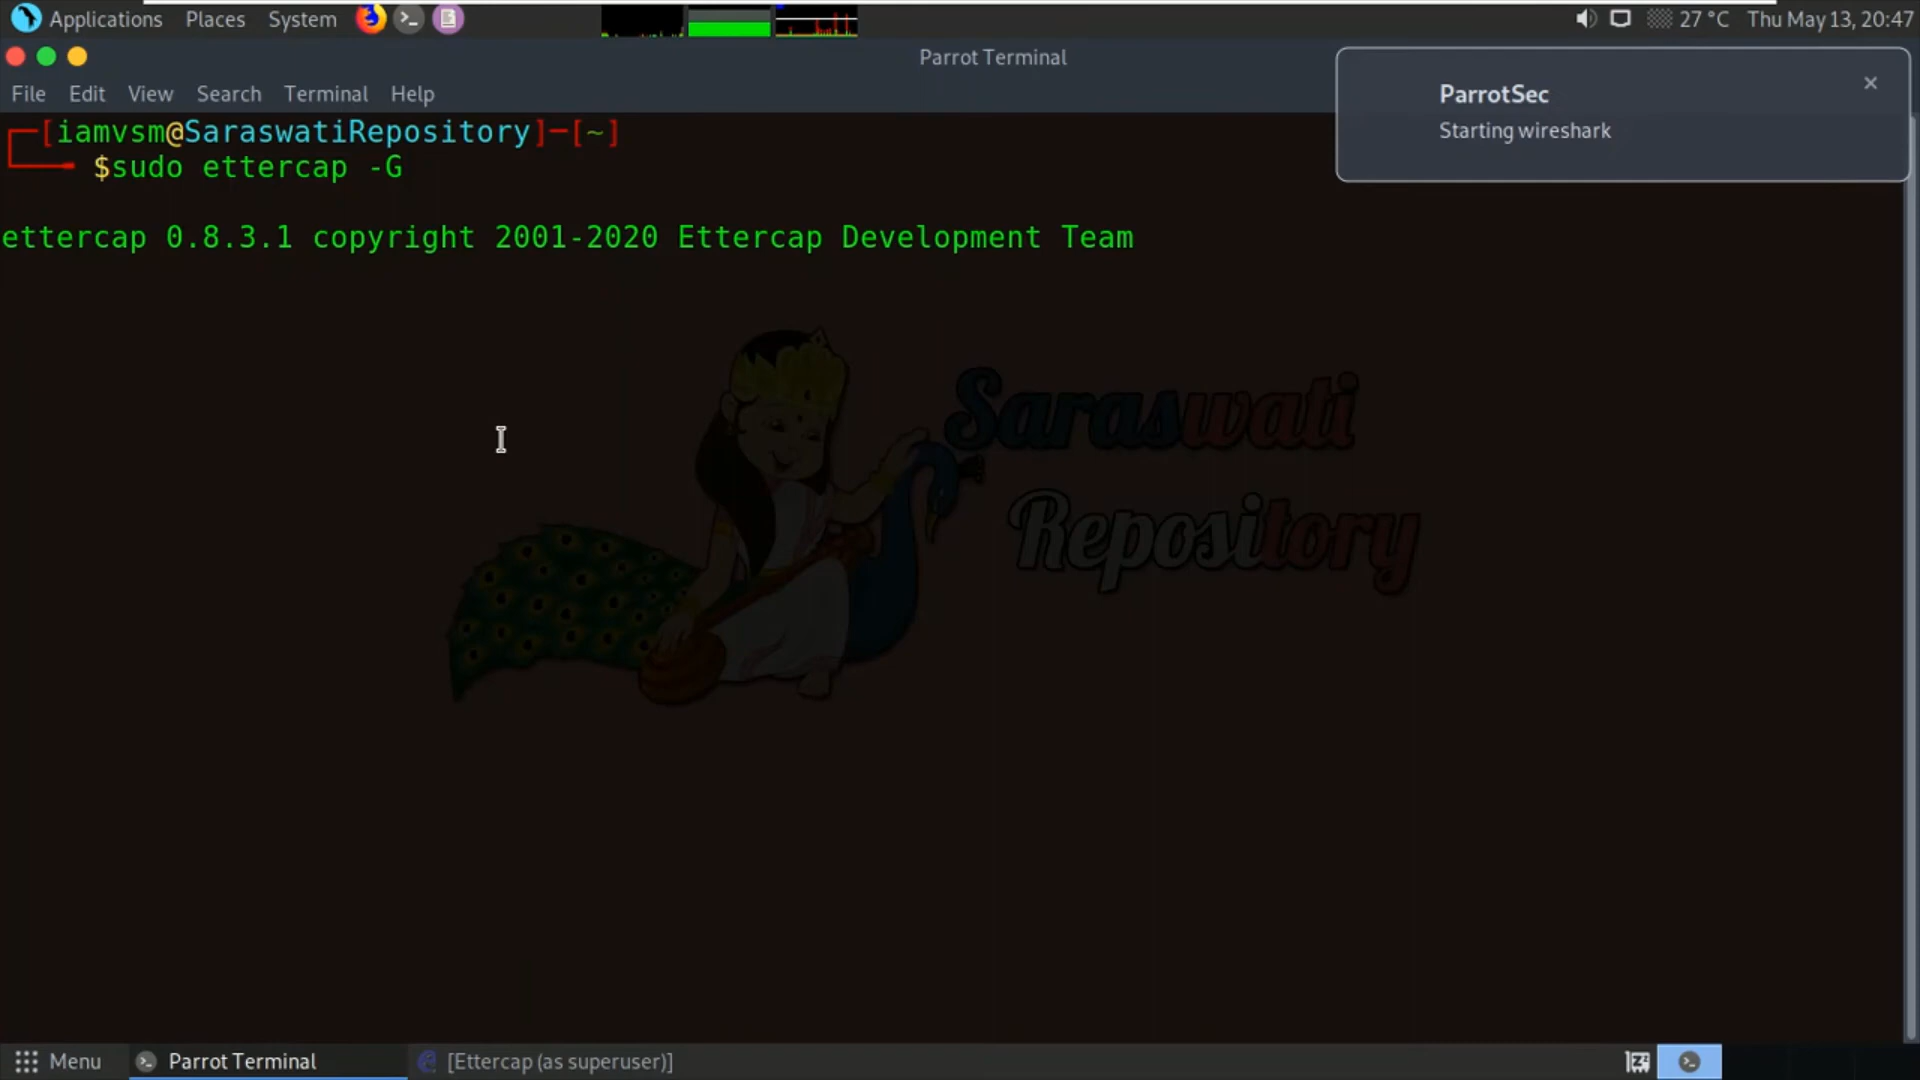 Applications Places System 27 °C Thu May 13, 20:47
Parrot Terminal
File Edit View Search Terminal Help
ParrotSec
Starting wireshark
[iamvsm@SaraswatiRepository]-[~]
$sudo ettercap -G
ettercap 0.8.3.1 copyright 2001-2020 Ettercap Development Team
Saraswati
Repository
Menu Parrot Terminal [Ettercap (as superuser)]